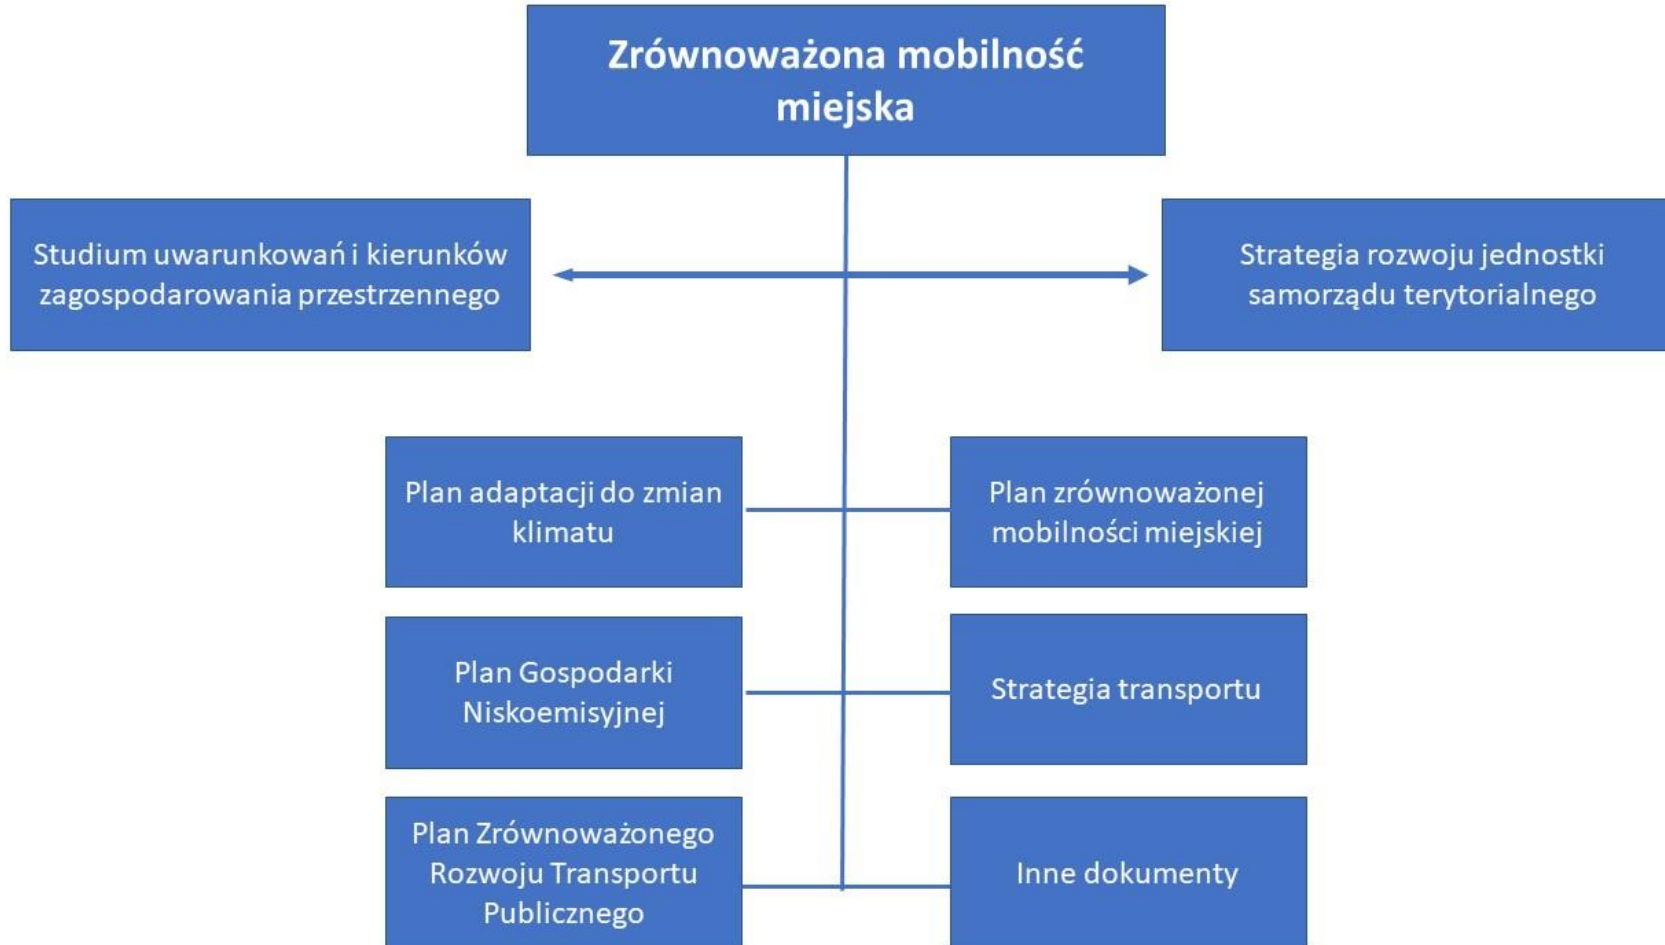 Zrównoważona mobilność
miejska
Studium uwarunkowań i kierunków
zagospodarowania przestrzennego
Strategia rozwoju jednostki
samorządu terytorialnego
Plan adaptacji do zmian
klimatu
Plan zrównoważonej
mobilności miejskiej
Plan Gospodarki
Niskoemisyjnej
Strategia transportu
Plan Zrównoważonego
Rozwoju Transportu
Publicznego
Inne dokumenty